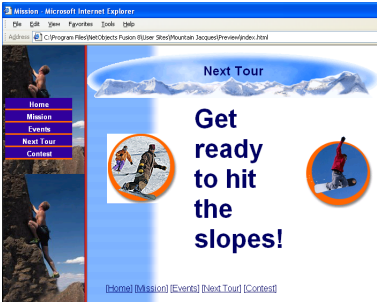 Mission - Microsoft Internet Explorer
File Edit View Favorites Tools Help
Address C:\Program Files\NetObjects Fusion 8\User Sites\Mountain Jacques\Preview\index.html
Next Tour
Home
Mission
Events
Next Tour
Contest
Get
ready
to hit
the
slopes!
[Home] [Mission] [Events] [Next Tour] [Contest]